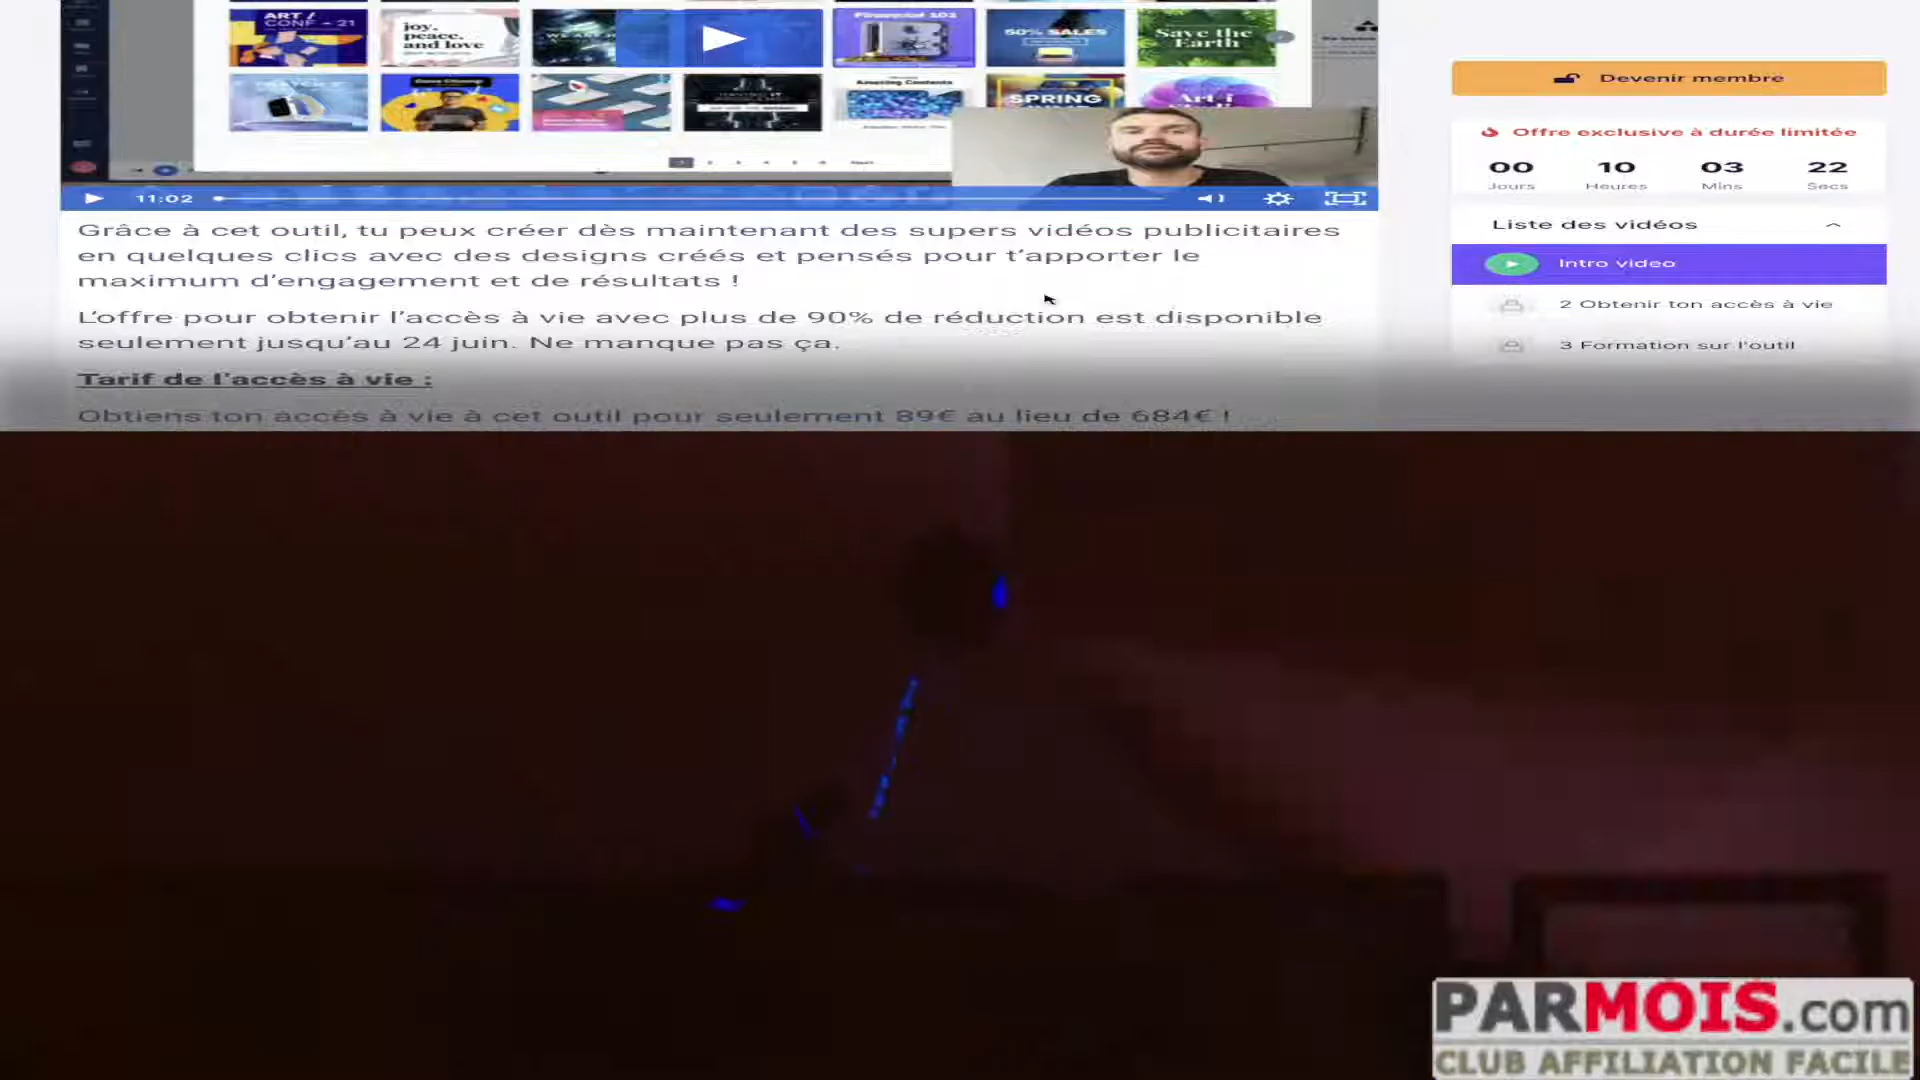 ART /
CONF - 21
joy.
peace.
and love
Financial 101
60% SALES
Save the
Earth
Amazing Contents
SPRING
Devenir membre
Offre exclusive à durée limitée
00 10 03 22
Jours Heures Mins Secs
11:02
Liste des vidéos
Intro video
2 Obtenir ton accès à vie
3 Formation sur l'outil
Grâce à cet outil, tu peux créer dès maintenant des supers vidéos publicitaires
en quelques clics avec des designs créés et pensés pour t'apporter le
maximum d'engagement et de résultats !
L'offre pour obtenir l'accès à vie avec plus de 90% de réduction est disponible
seulement jusqu'au 24 juin. Ne manque pas ça.
Tarif de l'accès à vie :
Obtiens ton accés à vie à cet outil pour seulement 89€ au lieu de 684€ !
PARMOIS.com
CLUB AFFILIATION FACILE